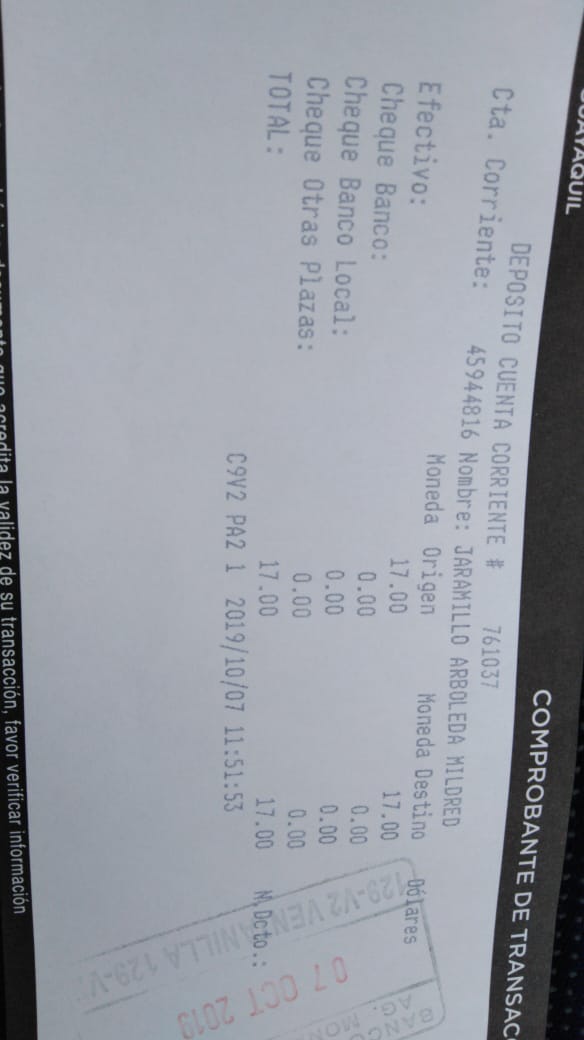 GUAYAQUIL
COMPROBANTE DE TRANSAC
DEPOSITO CUENTA CORRIENTE # 761037
Cta. Corriente: 45944816 Nombre: JARAMILLO ARBOLEDA MILDRED
Moneda Origen Moneda Destino Dólares
Efectivo: 17.00 17.00
Cheque Banco: 0.00 0.00
Cheque Banco Local: 0.00 0.00
Cheque Otras Plazas: 0.00 0.00
TOTAL: 17.00 17.00 N.Dcto.:
C9V2 PA2 1 2019/10/07 11:51:53
BANCO
AG. MON
07 OCT 2019
129-V2 VENTANILLA 129-V
que acredita la validez de su transacción, favor verificar información